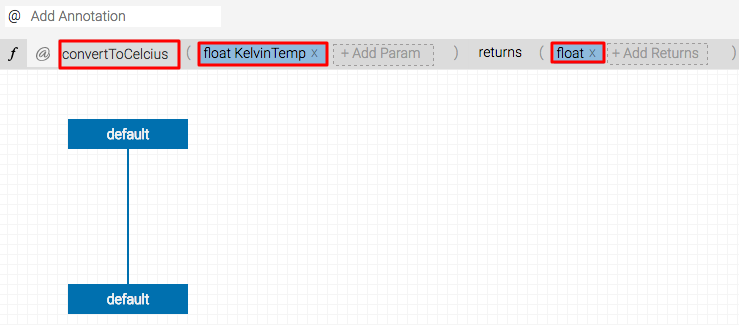 @ Add Annotation
f @ convertToCelcius ( float KelvinTemp x + Add Param ) returns ( float x + Add Returns )
default
default